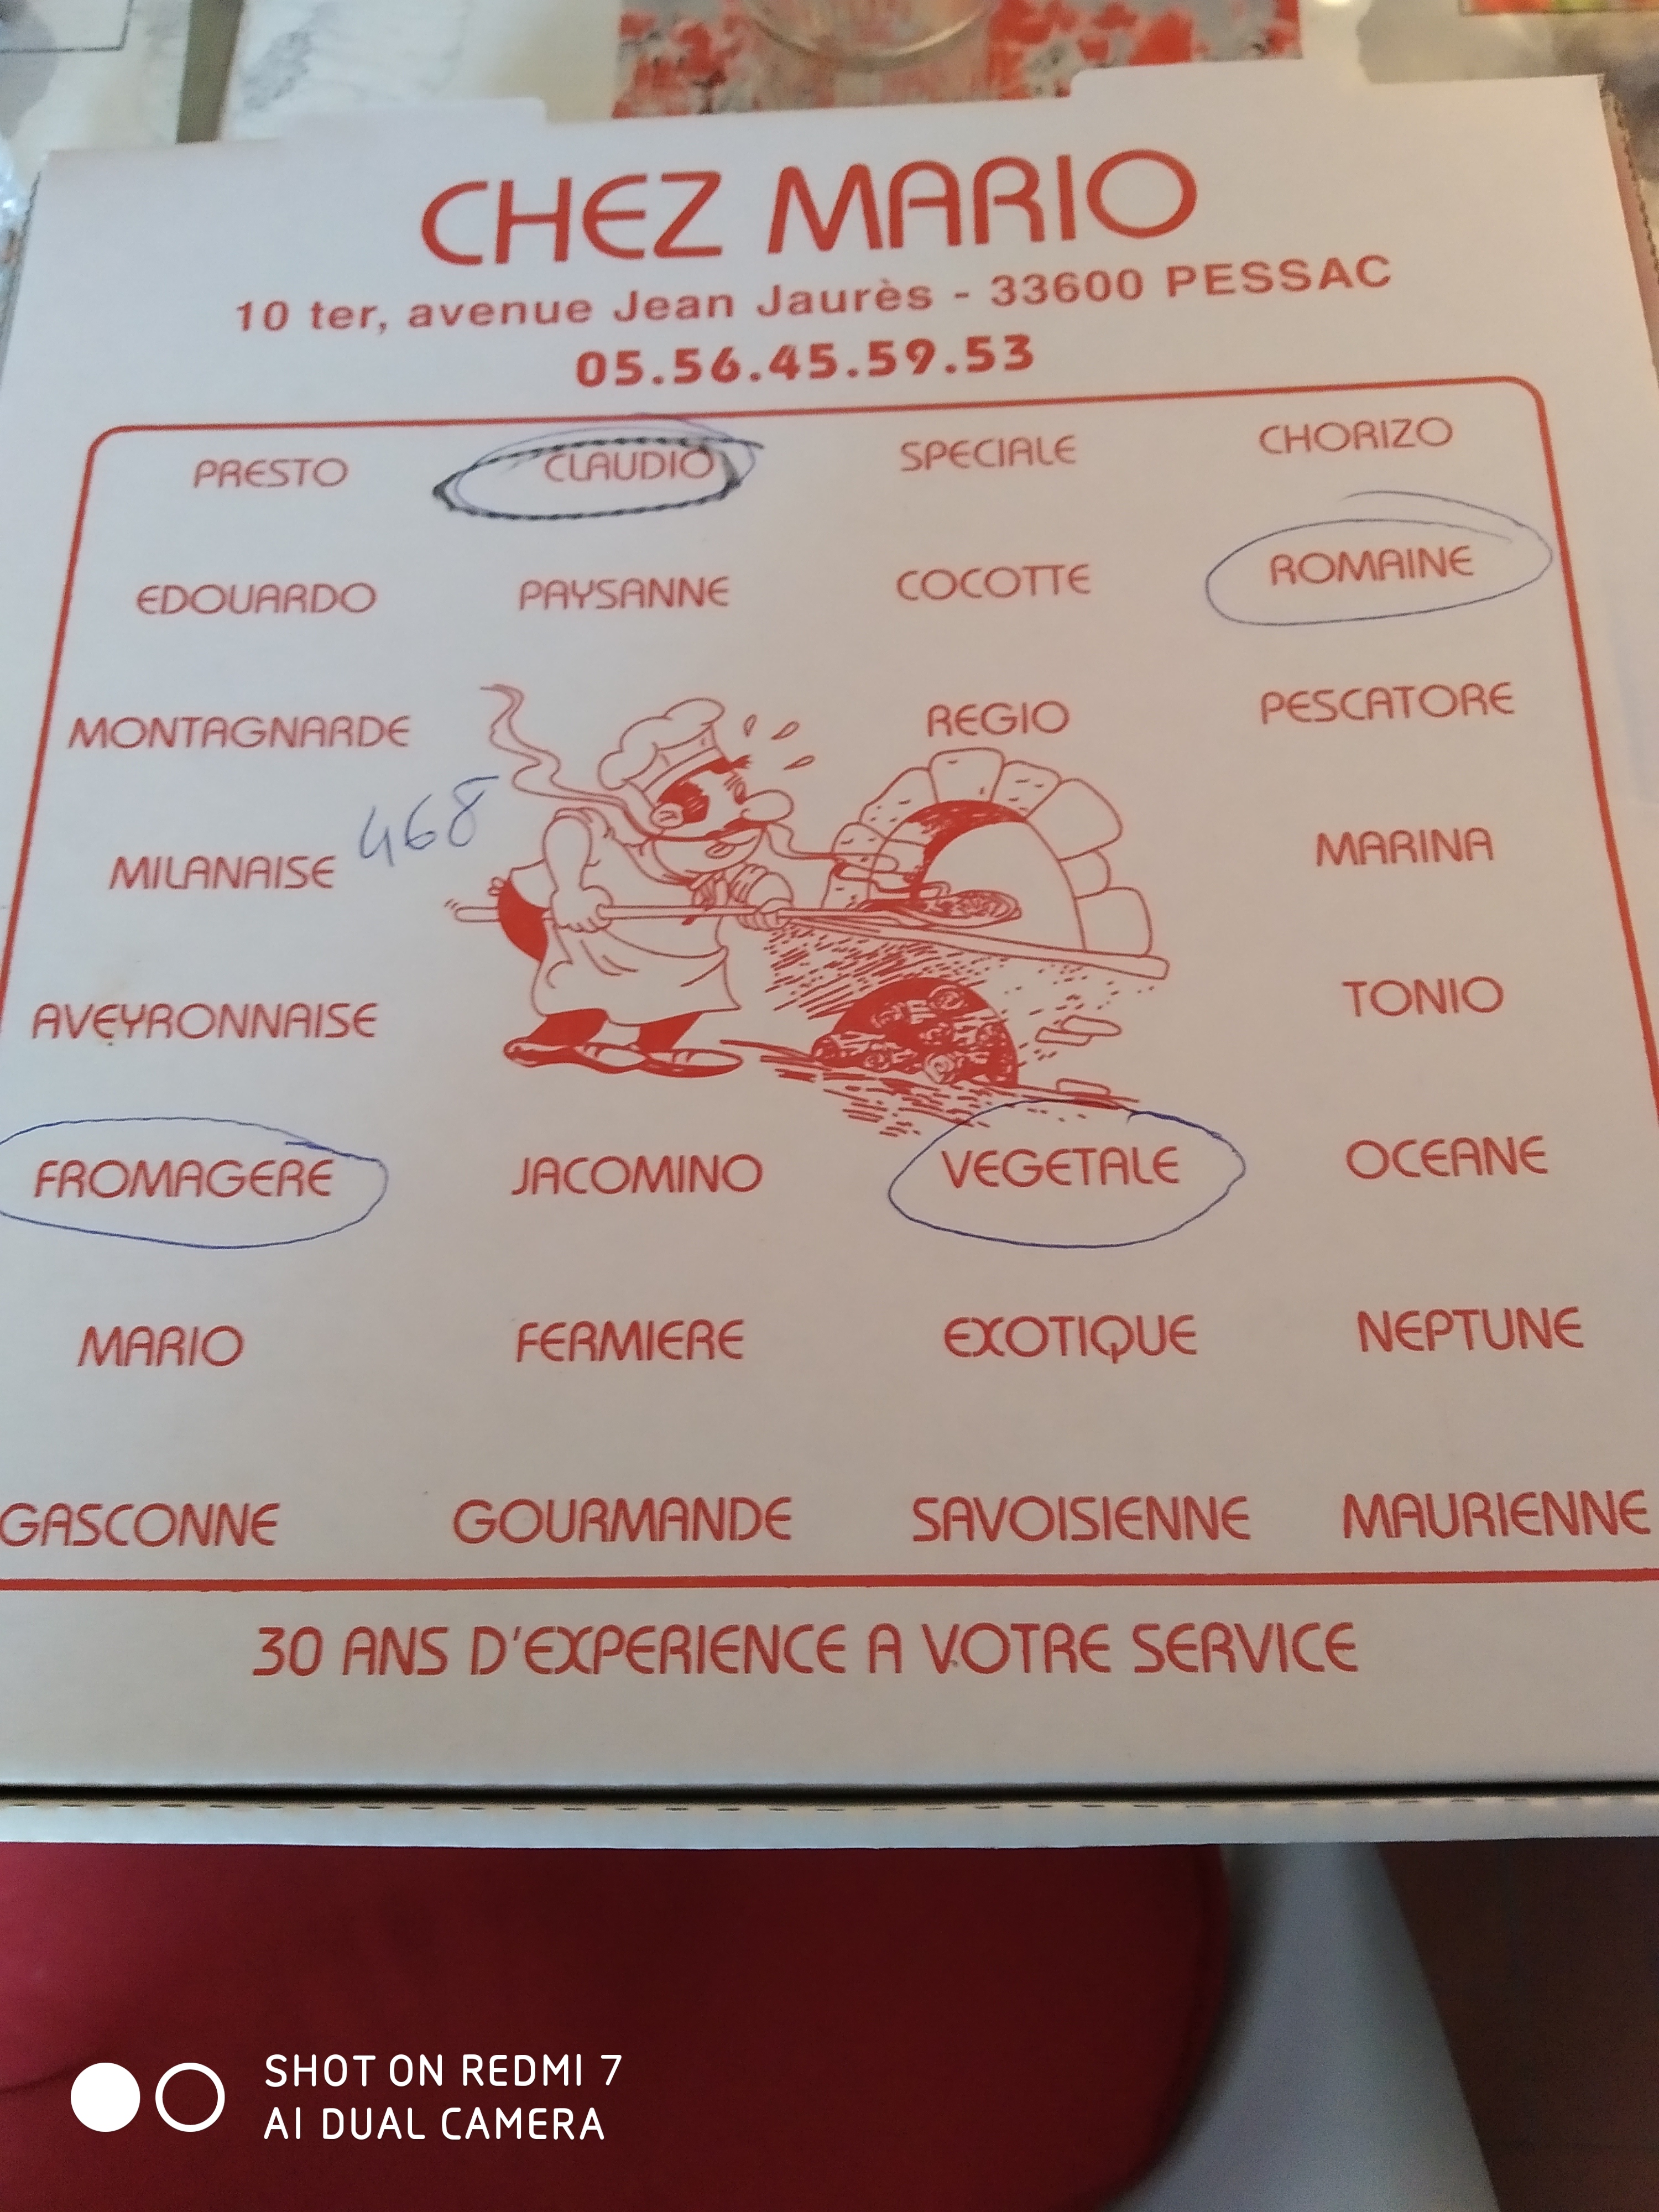 CHEZ MARIO
10 ter, avenue Jean Jaurès - 33600 PESSAC
05.56.45.59.53
PRESTO CLAUDIO SPECIALE CHORIZO
EDOUARDO PAYSANNE COCOTTE ROMAINE
MONTAGNARDE REGIO PESCATORE
468
MILANAISE MARINA
AVEYRONNAISE TONIO
FROMAGERE JACOMINO VEGETALE OCEANE
MARIO FERMIERE EXOTIQUE NEPTUNE
GASCONNE GOURMANDE SAVOISIENNE MAURIENNE
30 ANS D'EXPERIENCE A VOTRE SERVICE
SHOT ON REDMI 7
AI DUAL CAMERA